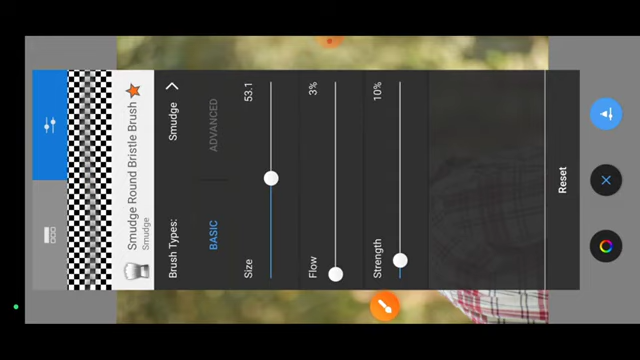 Smudge Round Bristle Brush
Smudge
Brush Types:
Smudge
BASIC
ADVANCED
Size
53.1
Flow
3%
Strength
10%
Reset